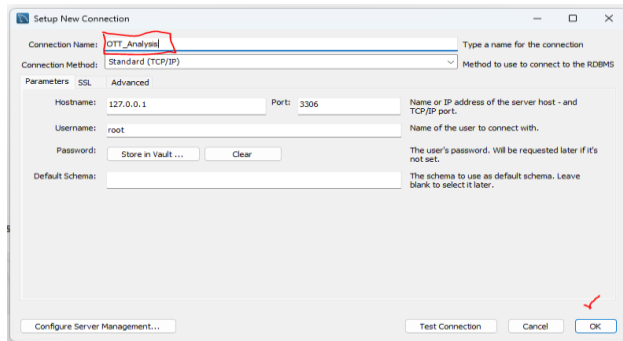 Setup New Connection
Connection Name: OTT_Analysis Type a name for the connection
Connection Method: Standard (TCP/IP) Method to use to connect to the RDBMS
Parameters SSL Advanced
Hostname: 127.0.0.1 Port: 3306 Name or IP address of the server host - and
TCP/IP port.
Username: root Name of the user to connect with.
Password: Store in Vault ... Clear The user's password. Will be requested later if it's
not set.
Default Schema: The schema to use as default schema. Leave
blank to select it later.
Configure Server Management... Test Connection Cancel OK